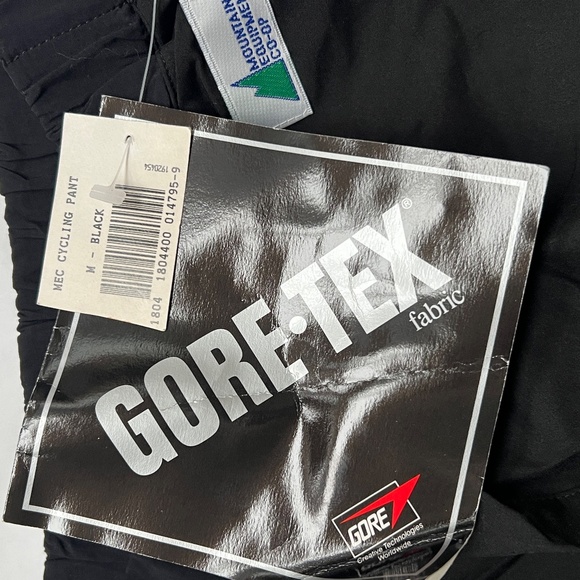 MOUNTAIN
EQUIPMENT
CO-OP
MEC CYCLING PANT
M - BLACK
1804 1804400 014795-9
1920454
GORE-TEX®
fabric
GORE
Creative Technologies
Worldwide